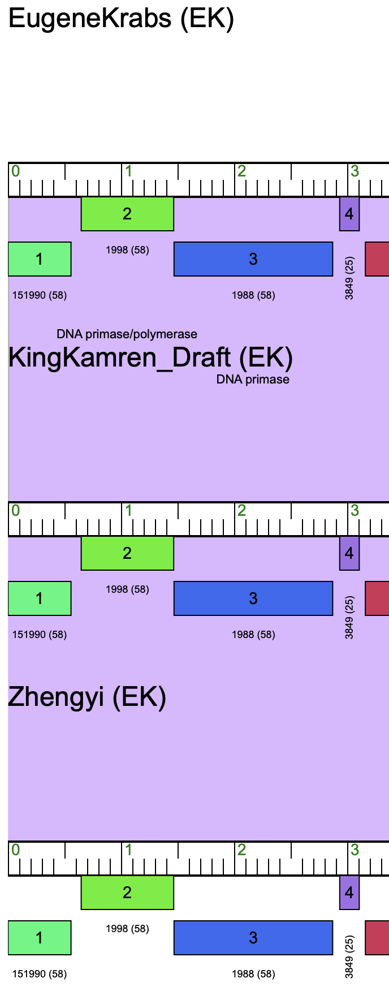 EugeneKrabs (EK)
0 1 2 3
2 4
1998 (58)
1 3
151990 (58) 1988 (58) 3849 (25)
DNA primase/polymerase
KingKamren_Draft (EK)
DNA primase
0 1 2 3
2 4
1998 (58)
1 3
151990 (58) 1988 (58) 3849 (25)
Zhengyi (EK)
0 1 2 3
2 4
1998 (58)
1 3
151990 (58) 1988 (58) 3849 (25)